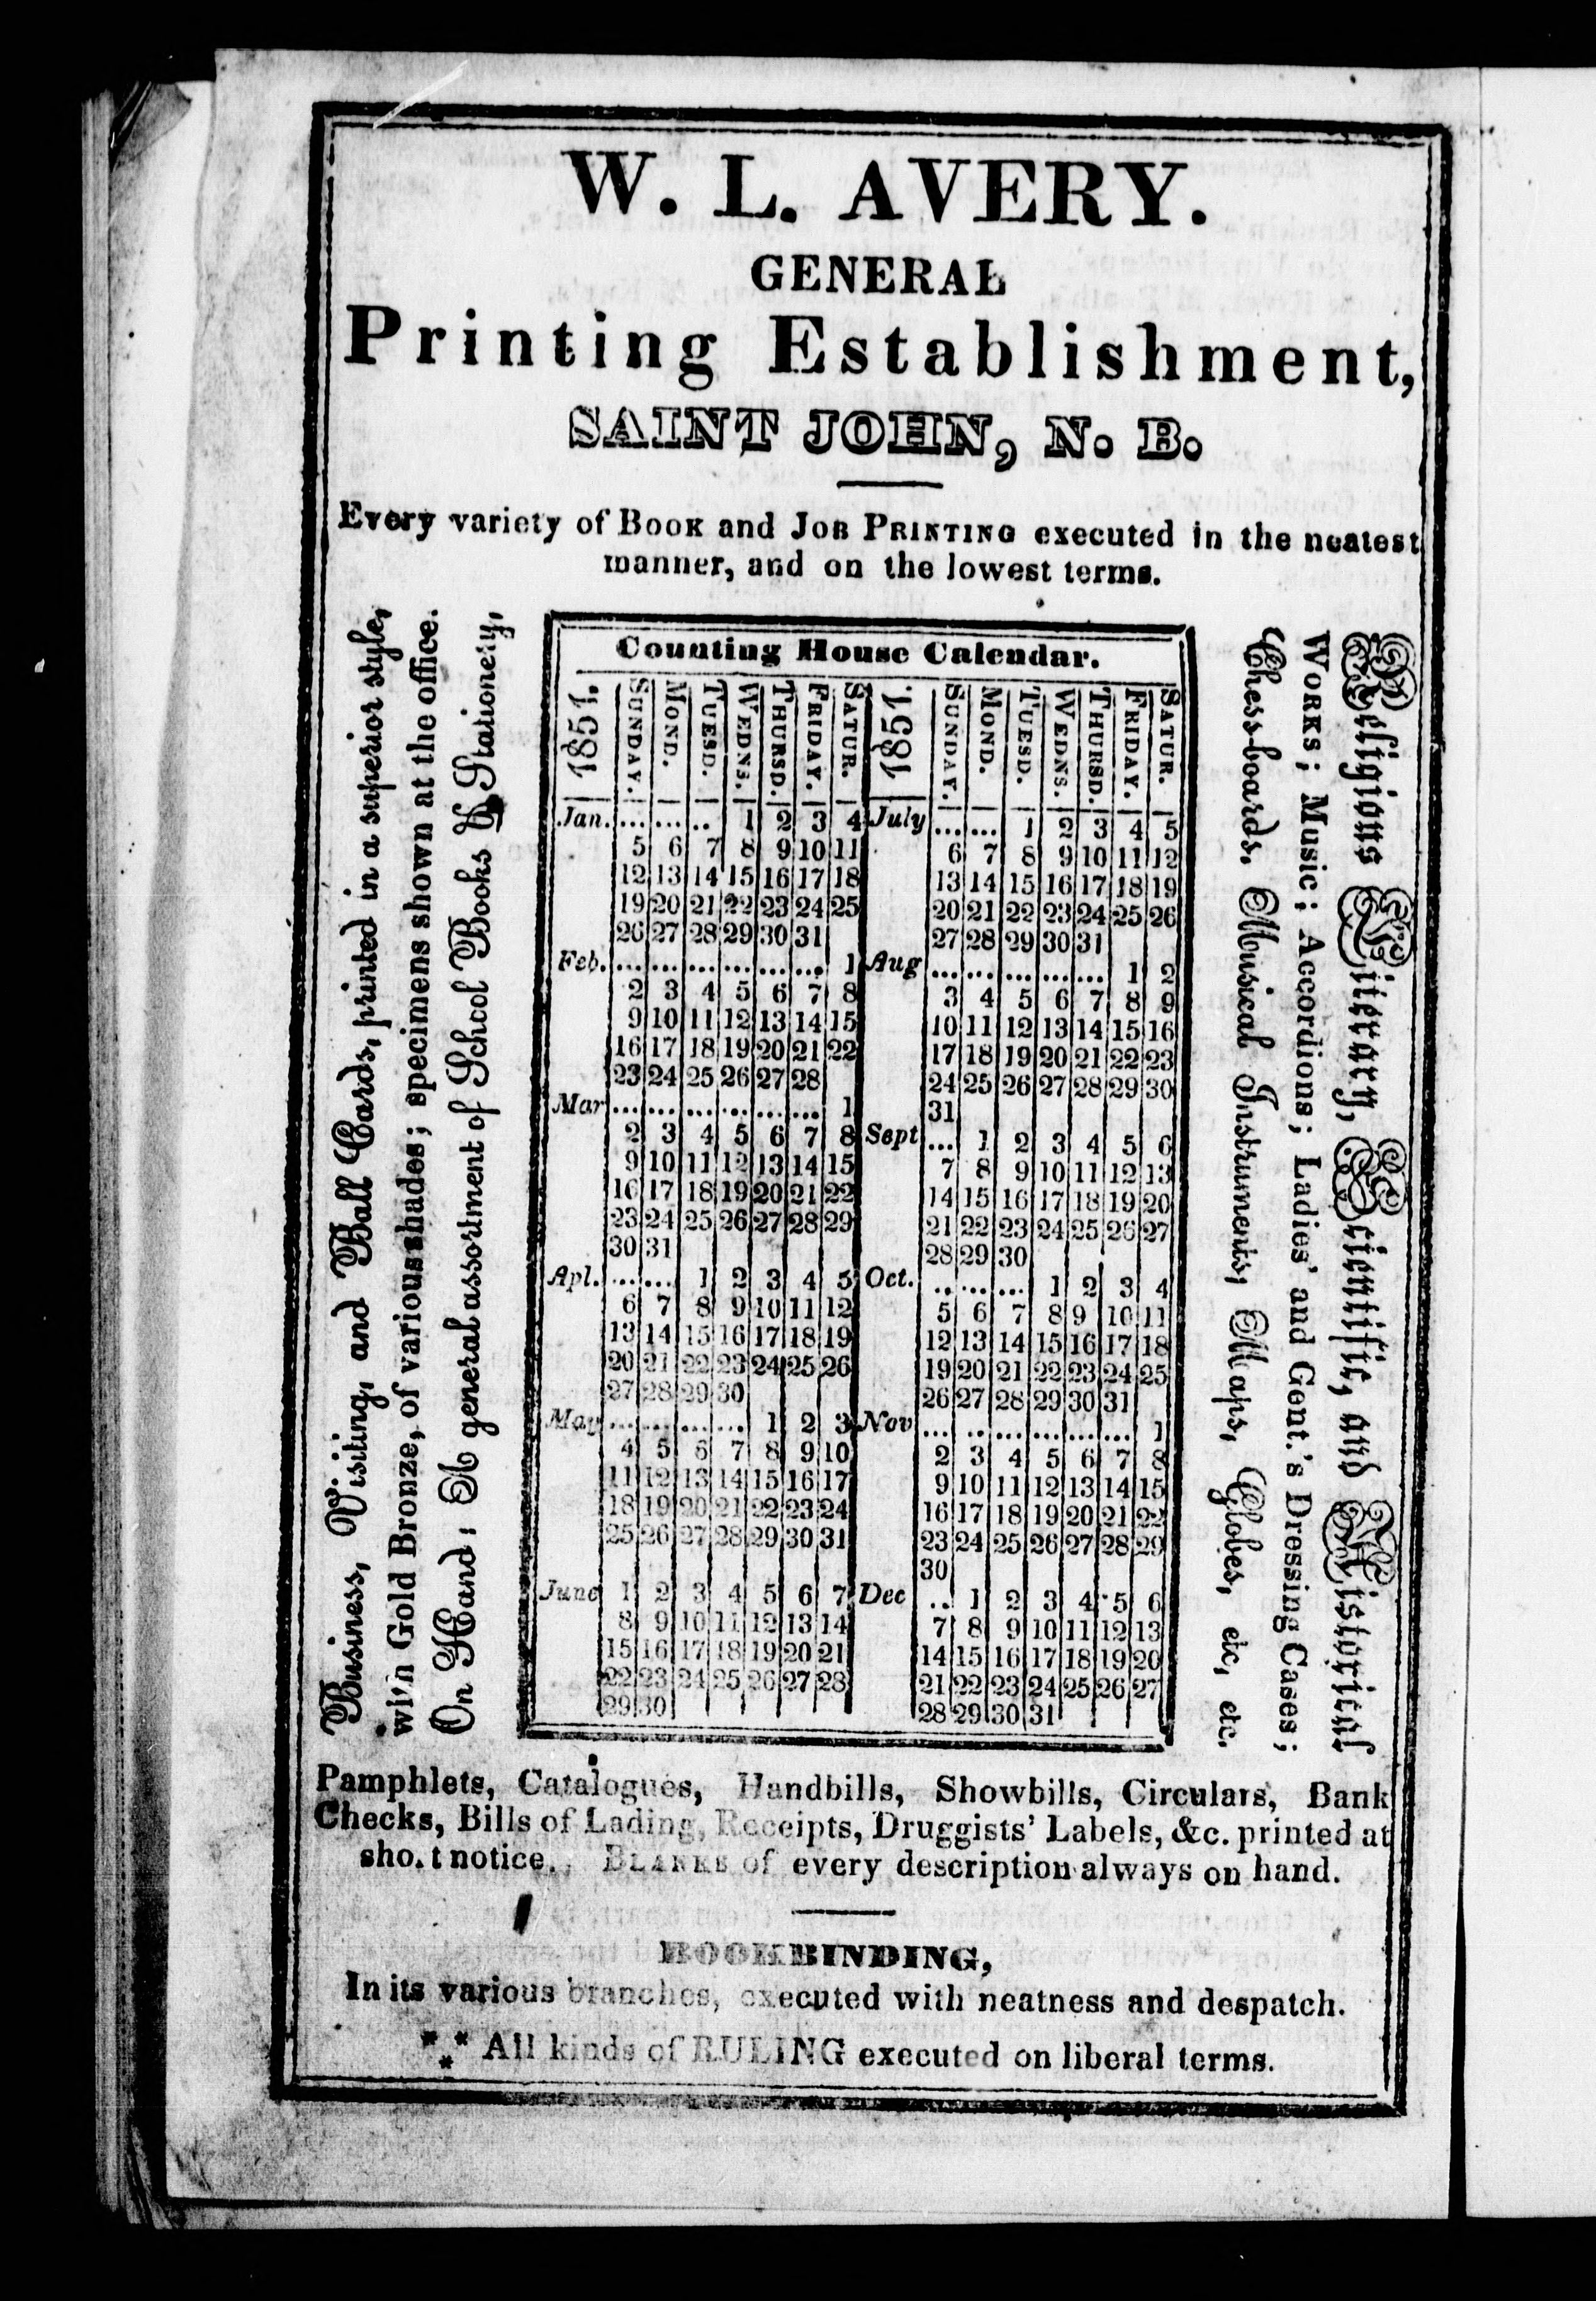 W. L. AVERY.
GENERAL
Printing Establishment,
SAINT JOHN, N. B.
Every variety of BOOK and JOB PRINTING executed in the neatest
manner, and on the lowest terms.
Business, Visiting, and Ball Cards, printed in a superior style,
with Gold Bronze, of various shades; specimens shown at the office.
On Hand: A general assortment of School Books & Stationery,
Counting House Calendar.
1851. SUNDAY. MOND. TUESD. WEDNS. THURSD. FRIDAY. SATUR. 1851 SUNDAY. MOND. TUESD. WEDNS. THURSD. FRIDAY. SATUR.
Jan. ... ... .. 1 2 3 4 July ... ... 1 2 3 4 5
5 6 7 8 9 10 11 6 7 8 9 10 11 12
12 13 14 15 16 17 18 13 14 15 16 17 18 19
19 20 21 22 23 24 25 20 21 22 23 24 25 26
26 27 28 29 30 31 27 28 29 30 31
Feb. ... ... ... ... ... ... 1 Aug ... ... ... ... ... 1 2
2 3 4 5 6 7 8 3 4 5 6 7 8 9
9 10 11 12 13 14 15 10 11 12 13 14 15 16
16 17 18 19 20 21 22 17 18 19 20 21 22 23
23 24 25 26 27 28 24 25 26 27 28 29 30
Mar ... ... ... ... ... ... 1 31
2 3 4 5 6 7 8 Sept ... 1 2 3 4 5 6
9 10 11 12 13 14 15 7 8 9 10 11 12 13
16 17 18 19 20 21 22 14 15 16 17 18 19 20
23 24 25 26 27 28 29 21 22 23 24 25 26 27
30 31 28 29 30
Apl. ... ... 1 2 3 4 5 Oct. .. ... ... 1 2 3 4
6 7 8 9 10 11 12 5 6 7 8 9 10 11
13 14 15 16 17 18 19 12 13 14 15 16 17 18
20 21 22 23 24 25 26 19 20 21 22 23 24 25
27 28 29 30 26 27 28 29 30 31
May ... ... ... ... 1 2 3 Nov ... .. ... ... ... ... 1
4 5 6 7 8 9 10 2 3 4 5 6 7 8
11 12 13 14 15 16 17 9 10 11 12 13 14 15
18 19 20 21 22 23 24 16 17 18 19 20 21 22
25 26 27 28 29 30 31 23 24 25 26 27 28 29
30
June 1 2 3 4 5 6 7 Dec .. 1 2 3 4 5 6
8 9 10 11 12 13 14 7 8 9 10 11 12 13
15 16 17 18 19 20 21 14 15 16 17 18 19 20
22 23 24 25 26 27 28 21 22 23 24 25 26 27
29 30 28 29 30 31
Religious Literary, Scientific, and Historical
WORKS; Music; Accordions; Ladies' and Gent.'s Dressing Cases;
Chess-boards, Musical Instruments, Maps, Globes, etc, etc.
Pamphlets, Catalogues, Handbills, Showbills, Circulars, Bank
Checks, Bills of Lading, Receipts, Druggists' Labels, &c. printed at
short notice. BLANKS of every description always on hand.
BOOKBINDING,
In its various branches, executed with neatness and despatch.
*** All kinds of RULING executed on liberal terms.